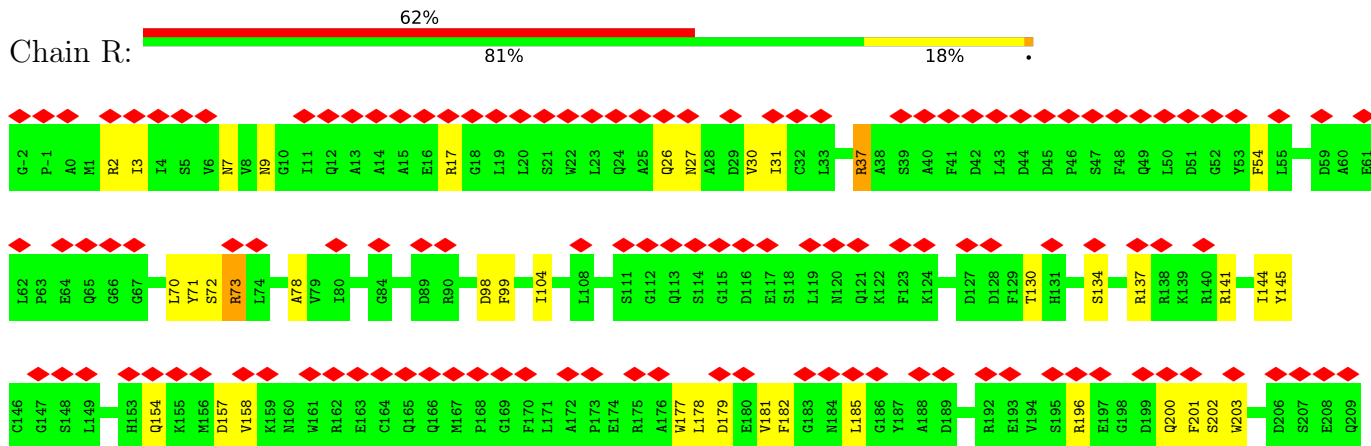 62%
Chain R:
81% 18% •
G-2 P-1 A0 M1 R2 I3 I4 S5 V6 N7 V8 N9 G10 I11 Q12 A13 A14 A15 E16 R17 G18 L19 L20 S21 W22 L23 Q24 A25 Q26 N27 A28 D29 V30 I31 C32 L33 R37 A38 S39 A40 F41 D42 L43 D44 D45 P46 S47 F48 Q49 L50 D51 G52 Y53 F54 L55 D59 A60 E61
L62 P63 E64 Q65 G66 G67 L70 Y71 S72 R73 L74 A78 V79 I80 G84 D89 R90 D98 F99 I104 L108 S111 G112 Q113 S114 G115 D116 E117 S118 L119 N120 Q121 K122 F123 K124 D127 D128 F129 T130 H131 S134 R137 R138 K139 R140 R141 I144 Y145
C146 G147 S148 L149 H153 Q154 K155 M156 D157 V158 K159 N160 W161 R162 E163 C164 Q165 Q166 M167 P168 G169 F170 L171 A172 P173 E174 R175 A176 W177 L178 D179 E180 V181 F182 G183 N184 L185 G186 Y187 A188 D189 R192 E193 V194 S195 R196 E197 G198 D199 Q200 F201 S202 W203 D206 S207 E208 Q209